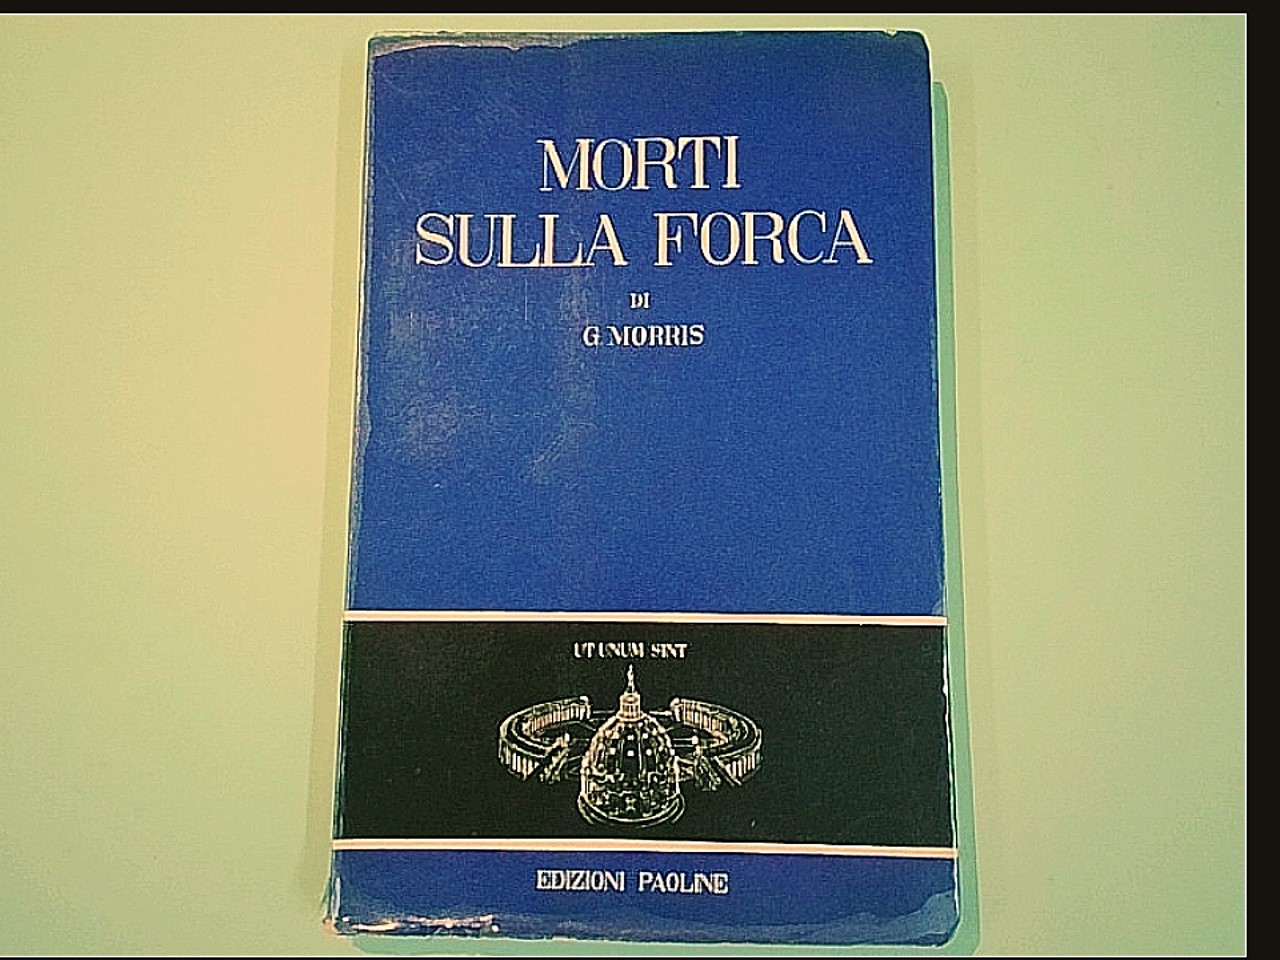 MORTI
SULLA FORCA
DI
G. MORRIS
UT UNUM SINT
EDIZIONI PAOLINE